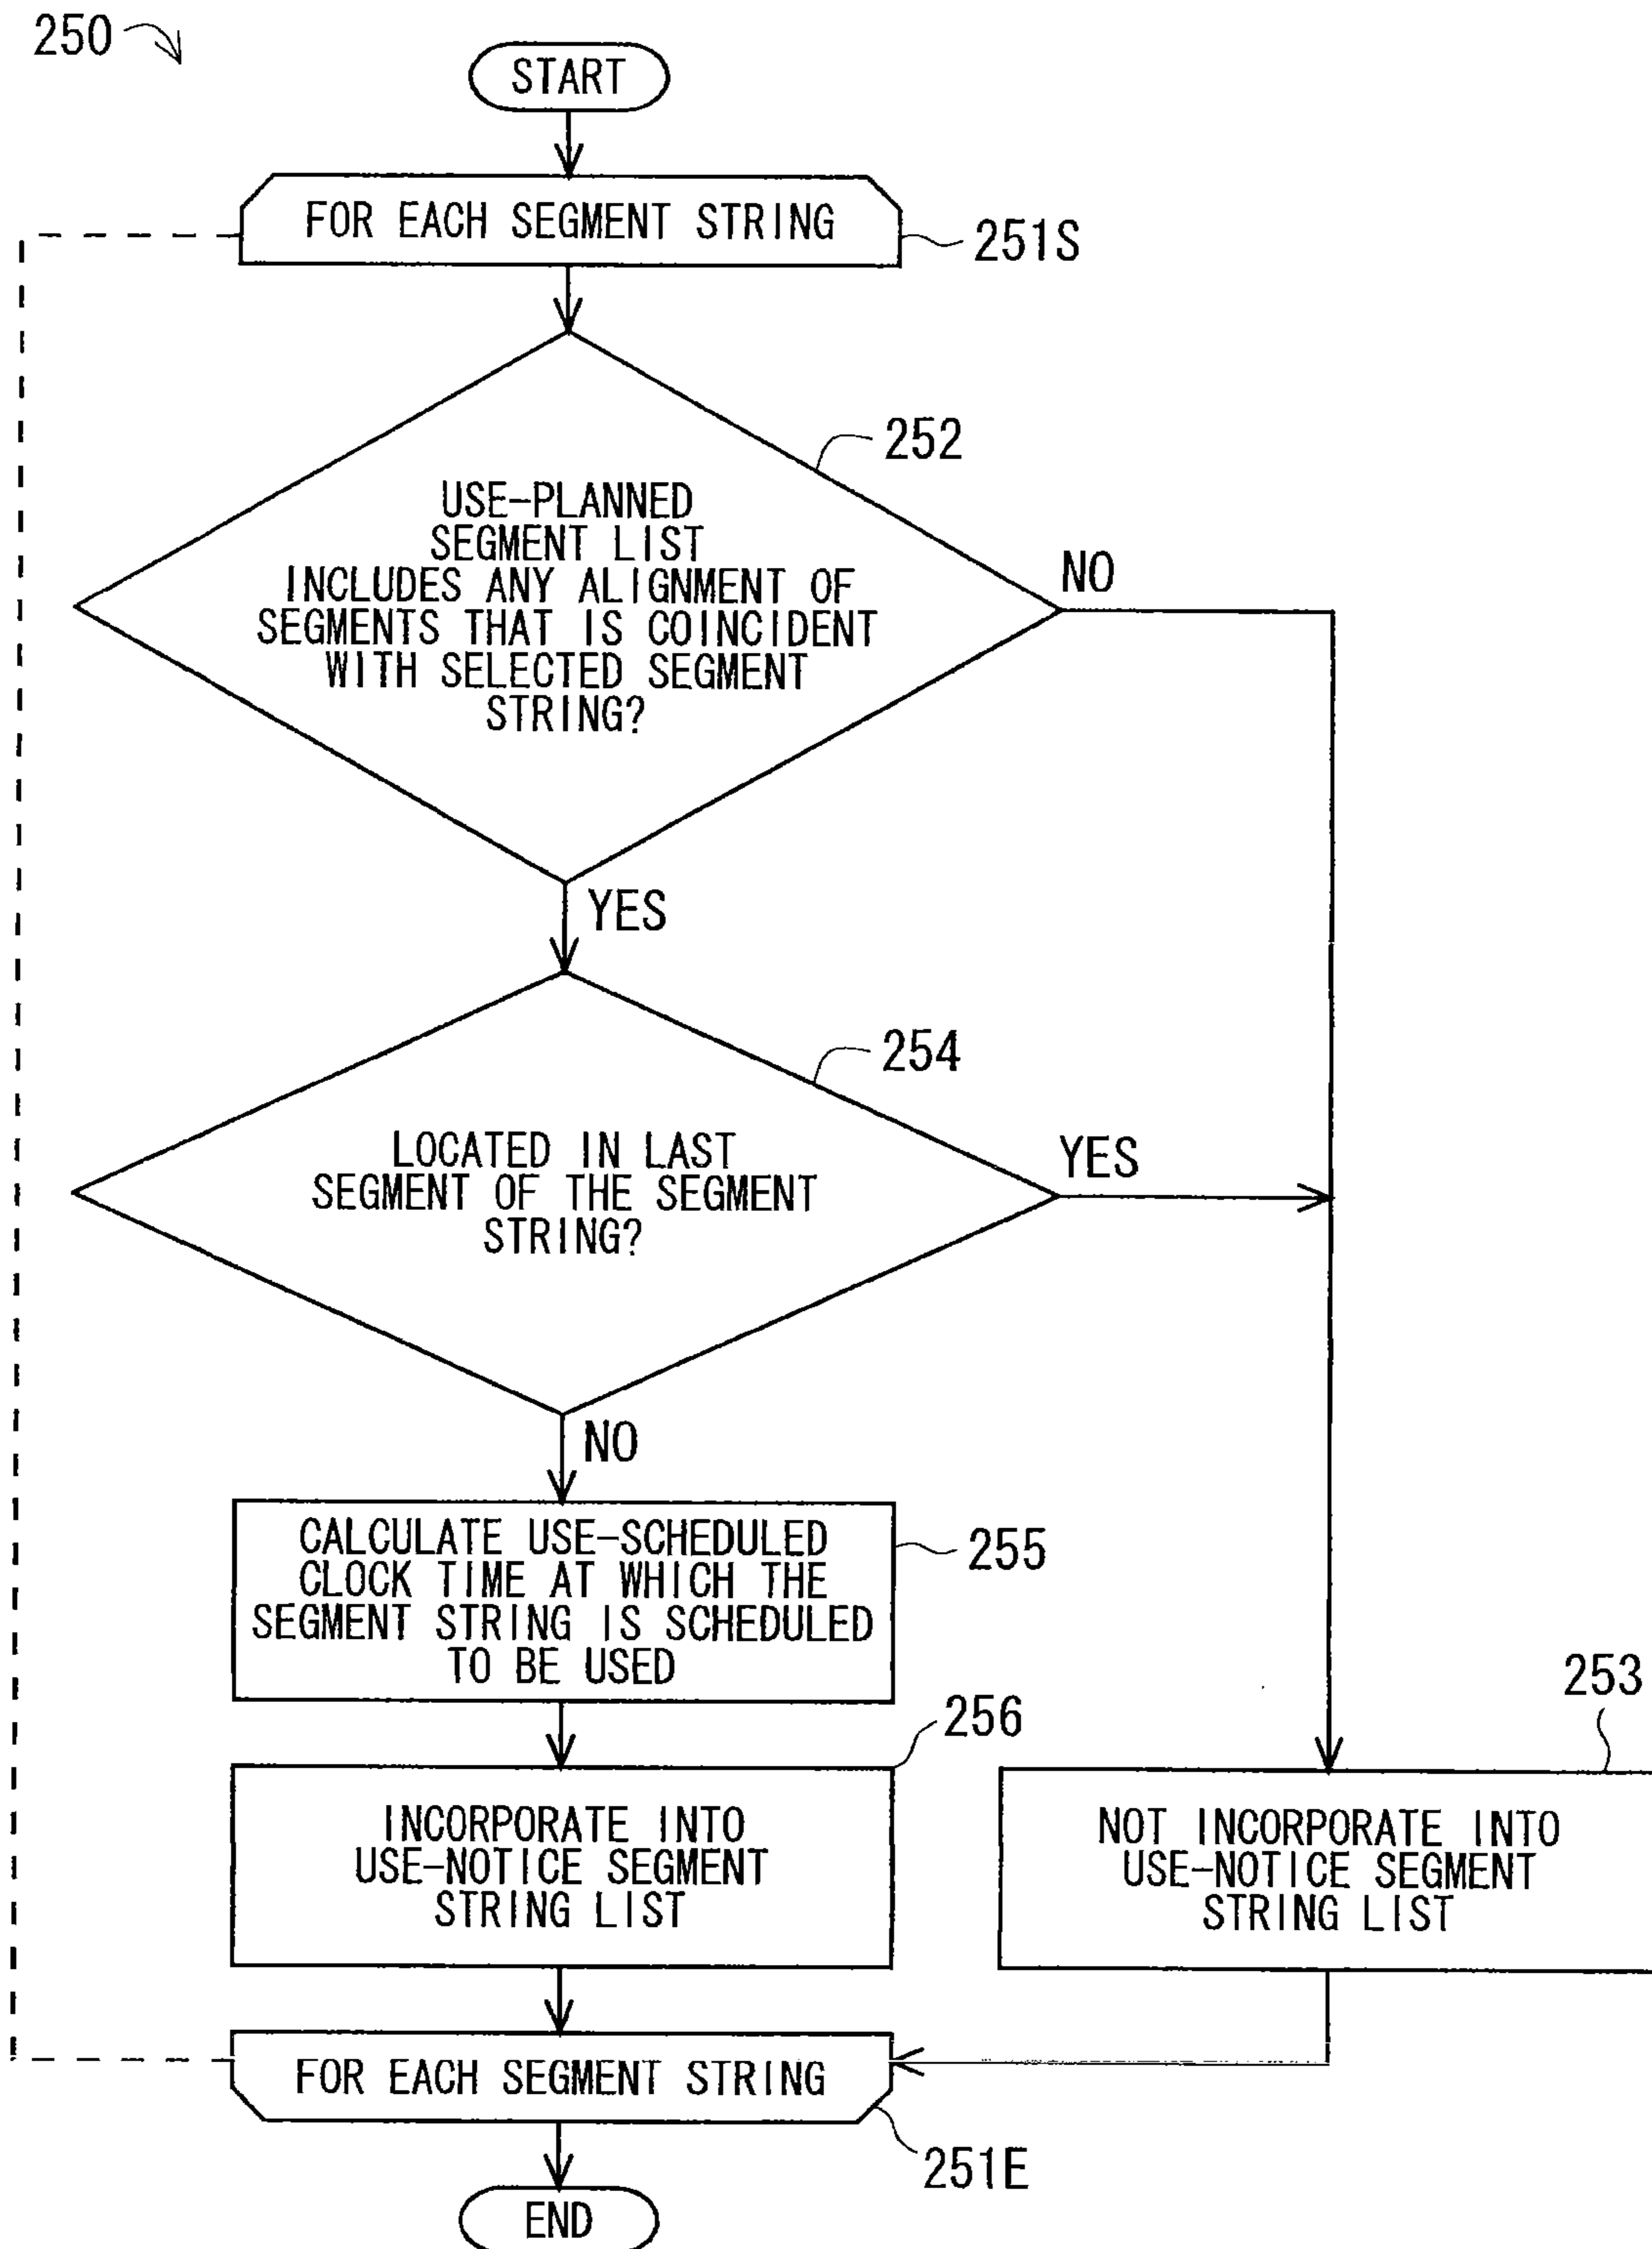 250
START
FOR EACH SEGMENT STRING
251S
252
USE-PLANNED
SEGMENT LIST
INCLUDES ANY ALIGNMENT OF
SEGMENTS THAT IS COINCIDENT
WITH SELECTED SEGMENT
STRING?
NO
YES
254
LOCATED IN LAST
SEGMENT OF THE SEGMENT
STRING?
YES
NO
CALCULATE USE-SCHEDULED
CLOCK TIME AT WHICH THE
SEGMENT STRING IS SCHEDULED
TO BE USED
255
256
INCORPORATE INTO
USE-NOTICE SEGMENT
STRING LIST
253
NOT INCORPORATE INTO
USE-NOTICE SEGMENT
STRING LIST
FOR EACH SEGMENT STRING
251E
END